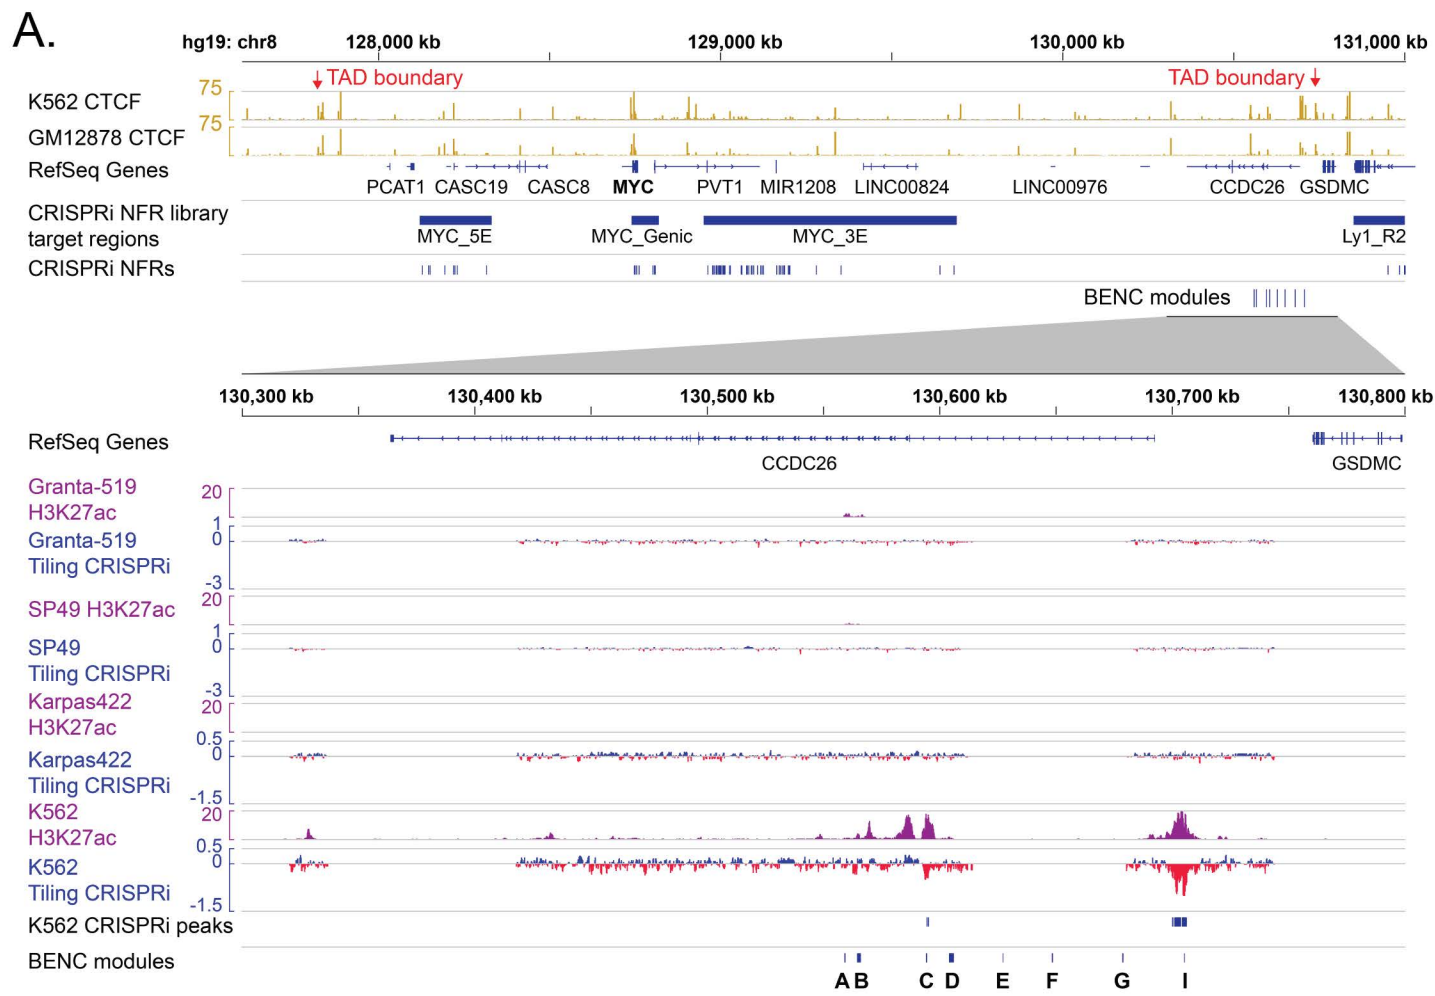 A.
hg19: chr8 128,000 kb 129,000 kb 130,000 kb 131,000 kb
TAD boundary TAD boundary
75
K562 CTCF
75
GM12878 CTCF
RefSeq Genes
PCAT1 CASC19 CASC8 MYC PVT1 MIR1208 LINC00824 LINC00976 CCDC26 GSDMC
CRISPRi NFR library
target regions
MYC_5E MYC_Genic MYC_3E Ly1_R2
CRISPRi NFRs
BENC modules
130,300 kb 130,400 kb 130,500 kb 130,600 kb 130,700 kb 130,800 kb
RefSeq Genes
CCDC26 GSDMC
Granta-519
H3K27ac
20
Granta-519
Tiling CRISPRi
1
0
-3
SP49 H3K27ac
20
SP49
Tiling CRISPRi
1
0
-3
Karpas422
H3K27ac
20
Karpas422
Tiling CRISPRi
0.5
0
-1.5
K562
H3K27ac
20
K562
Tiling CRISPRi
0.5
0
-1.5
K562 CRISPRi peaks
BENC modules
A B C D E F G I